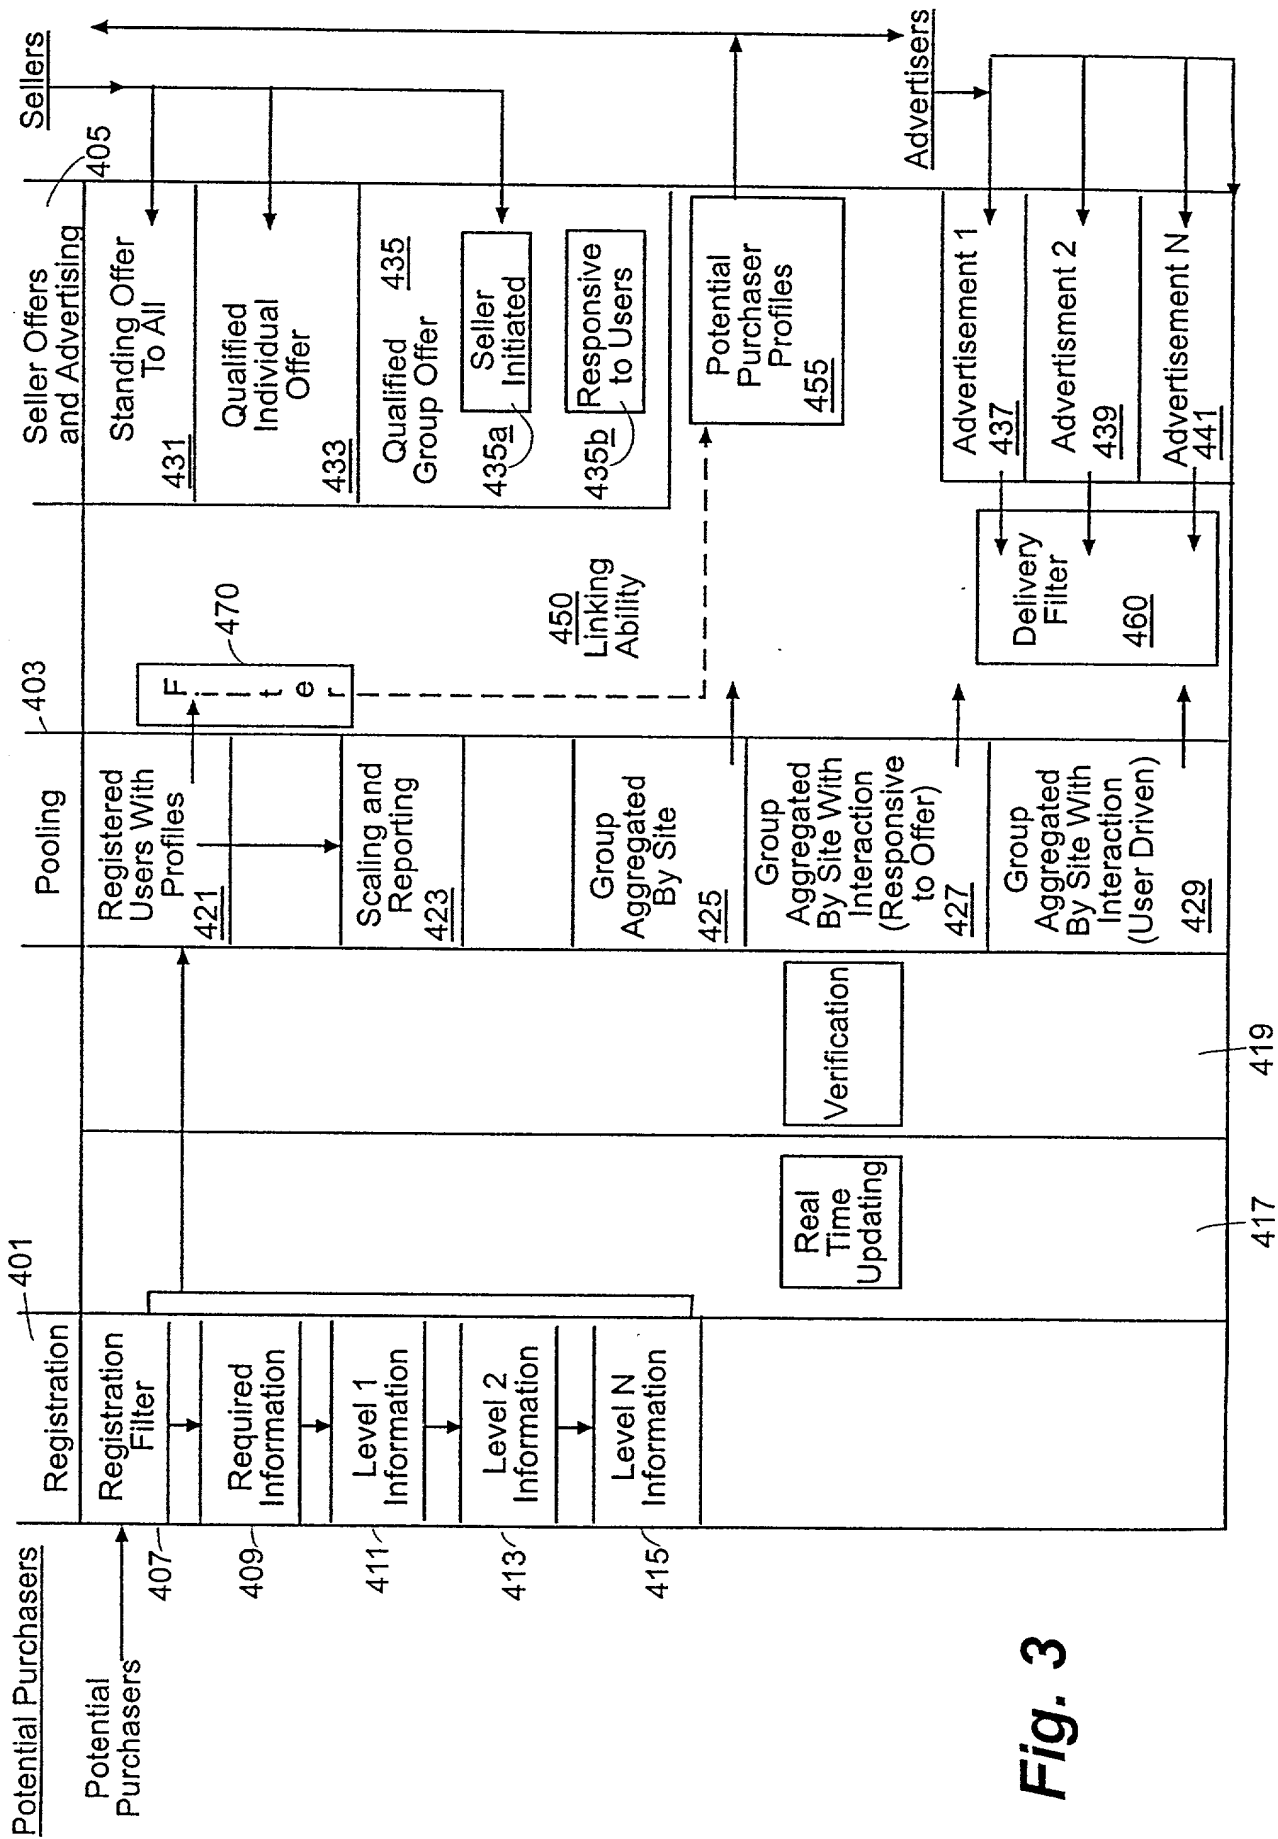 Potential Purchasers
Potential
Purchasers
Registration
401
Registration
Filter
407
Required
Information
409
Level 1
Information
411
Level 2
Information
413
Level N
Information
415
Real
Time
Updating
417
Verification
419
Pooling
403
Registered
Users With
Profiles
421
Scaling and
Reporting
423
Group
Aggregated
By Site
425
Group
Aggregated
By Site With
Interaction
(Responsive
to Offer)
427
Group
Aggregated
By Site With
Interaction
(User Driven)
429
Filter
470
450
Linking
Ability
Delivery
Filter
460
Seller Offers
and Advertising
405
Standing Offer
To All
431
Qualified
Individual
Offer
433
Qualified
Group Offer
435
Seller
Initiated
435a
Responsive
to Users
435b
Potential
Purchaser
Profiles
455
Advertisement 1
437
Advertisment 2
439
Advertisement N
441
Sellers
Advertisers
Fig. 3